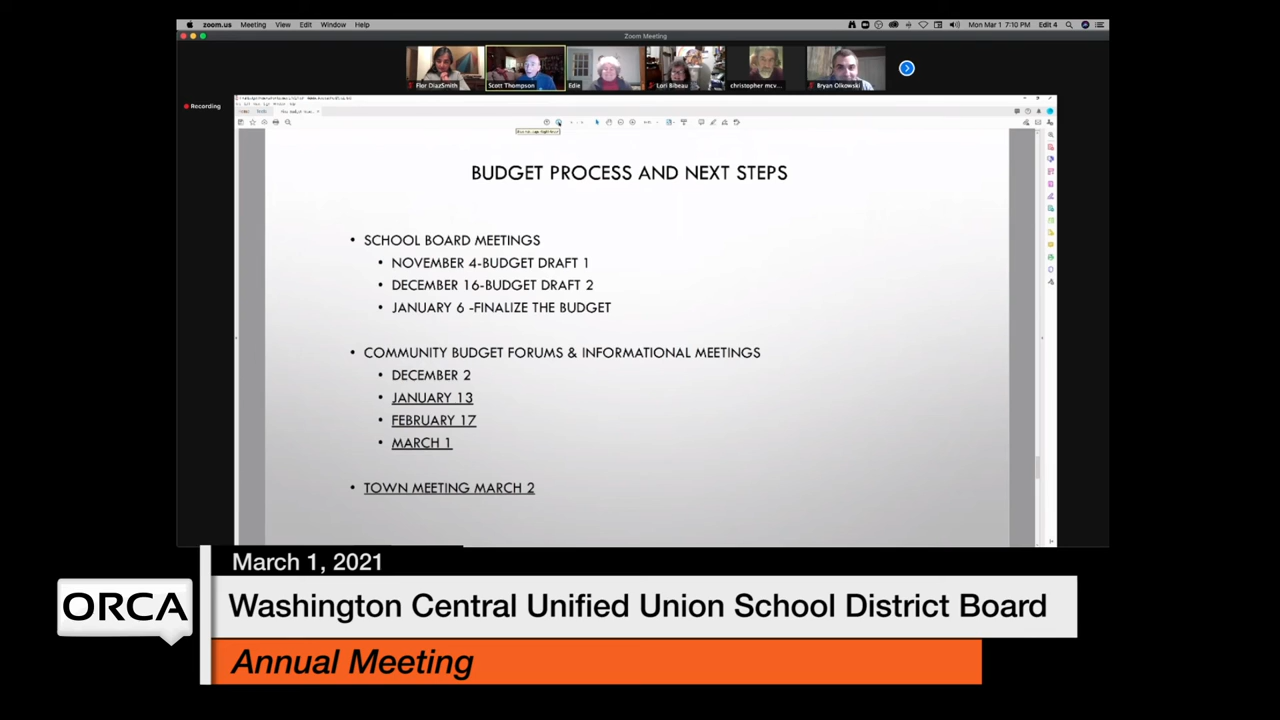 zoom.us Meeting View Edit Window Help Mon Mar 1 7:10 PM Edit 4
Zoom Meeting
Flor DiazSmith Scott Thompson Edie Lori Bibeau christopher mcv... Bryan Olkowski
Recording
BUDGET PROCESS AND NEXT STEPS
• SCHOOL BOARD MEETINGS
• NOVEMBER 4-BUDGET DRAFT 1
• DECEMBER 16-BUDGET DRAFT 2
• JANUARY 6 -FINALIZE THE BUDGET
• COMMUNITY BUDGET FORUMS & INFORMATIONAL MEETINGS
• DECEMBER 2
• JANUARY 13
• FEBRUARY 17
• MARCH 1
• TOWN MEETING MARCH 2
March 1, 2021
ORCA
Washington Central Unified Union School District Board
Annual Meeting